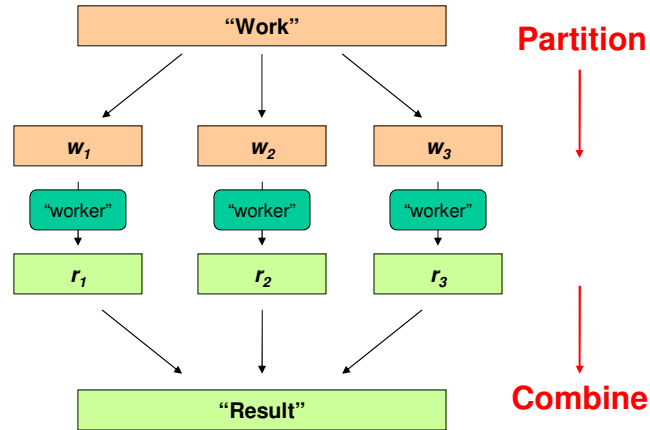 “Work”
Partition
w1 w2 w3
“worker” “worker” “worker”
r1 r2 r3
“Result”
Combine